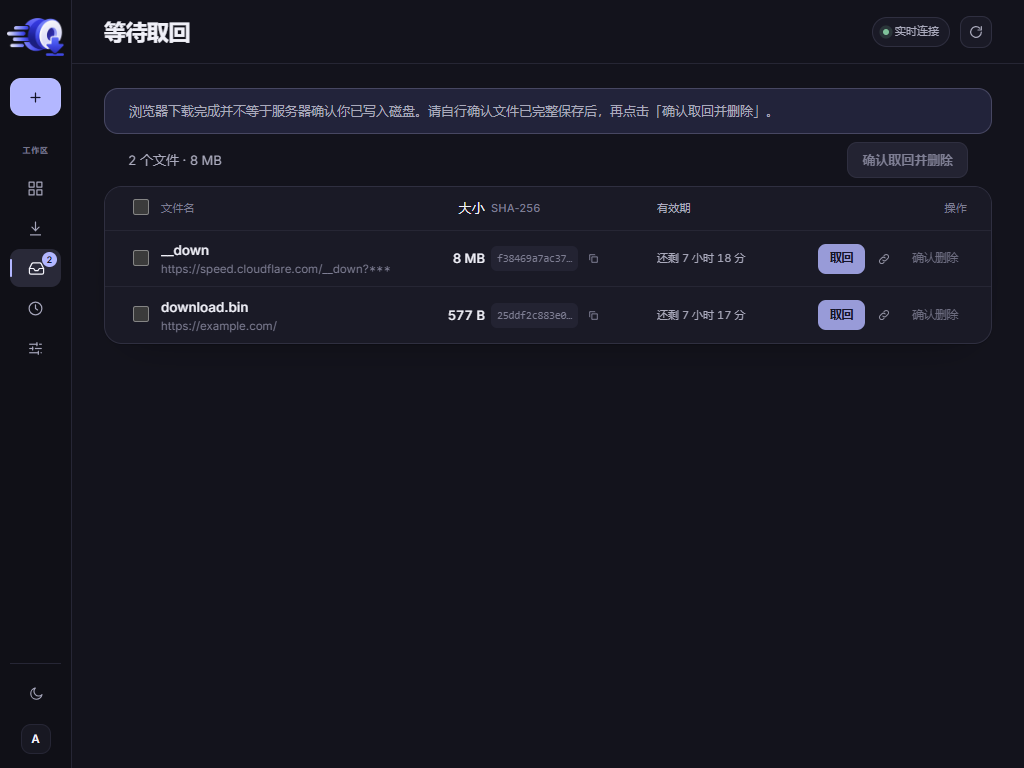 等待取回
实时连接
工作区
浏览器下载完成并不等于服务器确认你已写入磁盘。请自行确认文件已完整保存后，再点击「确认取回并删除」。
2 个文件 · 8 MB
确认取回并删除
文件名 大小 SHA-256 有效期 操作
2
__down
8 MB f38469a7ac37… 还剩 7 小时 18 分 取回 确认删除
https://speed.cloudflare.com/__down?***
download.bin
577 B 25ddf2c883e0… 还剩 7 小时 17 分 取回 确认删除
https://example.com/
A